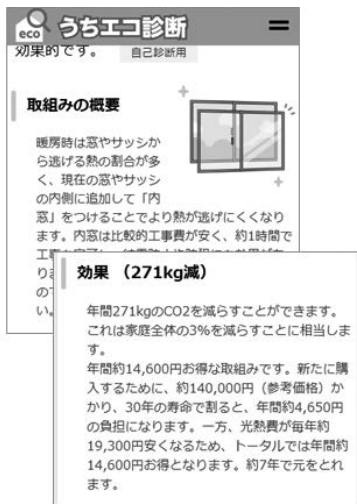 eco うちエコ診断
効果的です。 自己診断用
取組みの概要
暖房時は窓やサッシか
ら逃げる熱の割合が多
く、現在の窓やサッシ
の内側に追加して「内
窓」をつけることでより熱が逃げにくくなり
ます。内窓は比較的工事費が安く、約1時間で
効果 （271kg減）
年間271kgのCO2を減らすことができます。
これは家庭全体の3%を減らすことに相当しま
す。
年間約14,600円お得な取組みです。新たに購
入するために、約140,000円（参考価格）か
かり、30年の寿命で割ると、年間約4,650円
の負担になります。一方、光熱費が毎年約
19,300円安くなるため、トータルでは年間約
14,600円お得となります。約7年で元をとれ
ます。